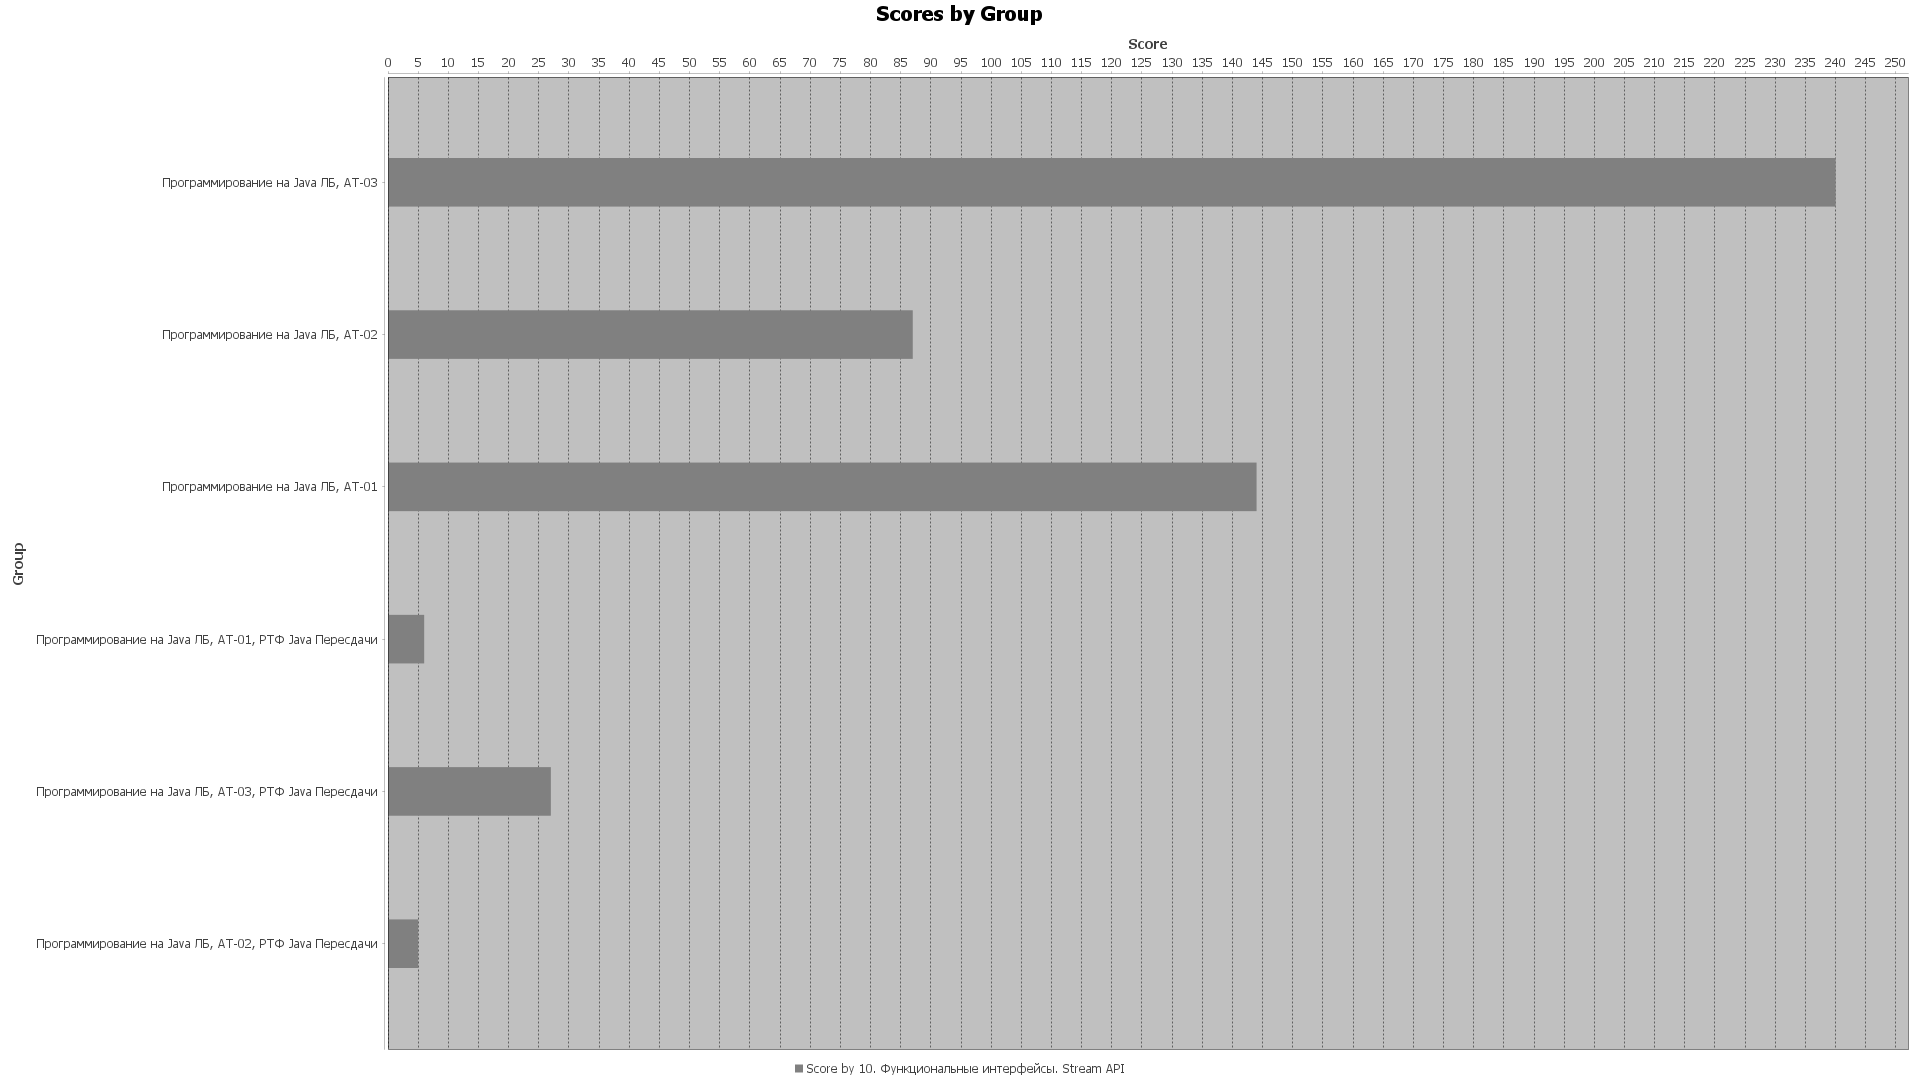 Scores by Group
Score
0 5 10 15 20 25 30 35 40 45 50 55 60 65 70 75 80 85 90 95 100 105 110 115 120 125 130 135 140 145 150 155 160 165 170 175 180 185 190 195 200 205 210 215 220 225 230 235 240 245 250
Программирование на Java ЛБ, АТ-03
Программирование на Java ЛБ, АТ-02
Программирование на Java ЛБ, АТ-01
Group
Программирование на Java ЛБ, АТ-01, РТФ Java Пересдачи
Программирование на Java ЛБ, АТ-03, РТФ Java Пересдачи
Программирование на Java ЛБ, АТ-02, РТФ Java Пересдачи
Score by 10. Функциональные интерфейсы. Stream API